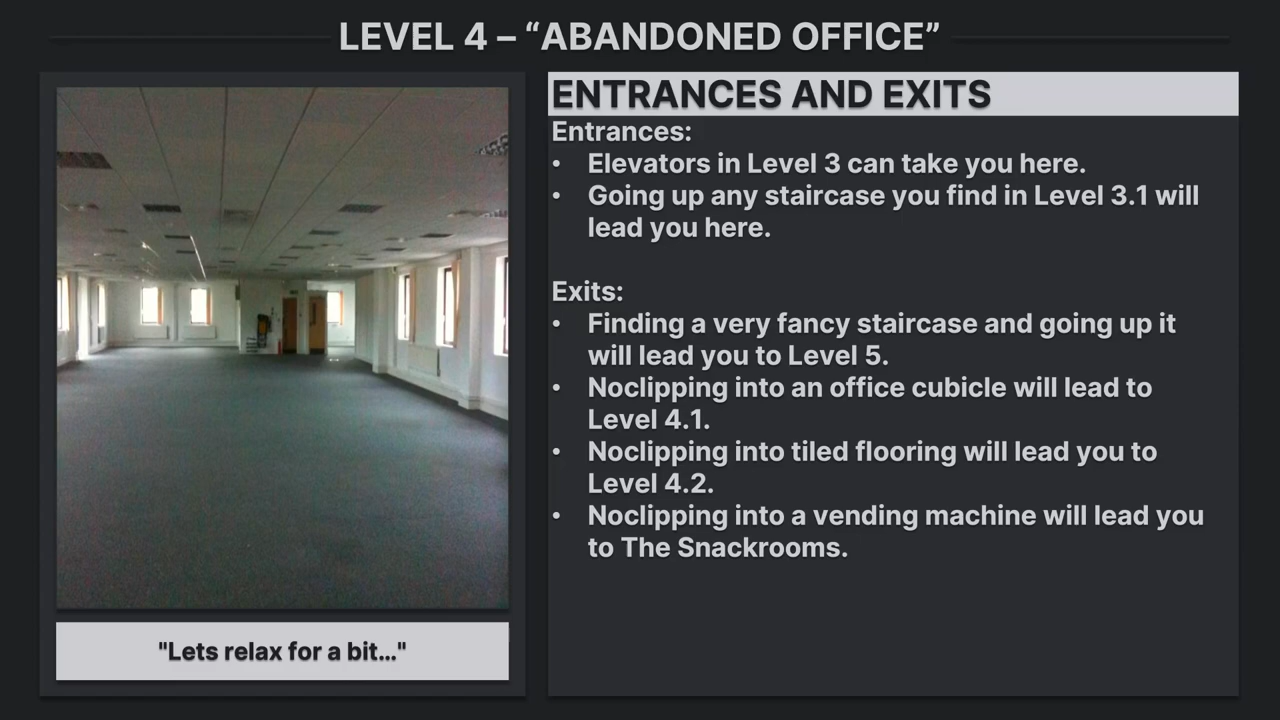 LEVEL 4 – “ABANDONED OFFICE”
ENTRANCES AND EXITS
Entrances:
• Elevators in Level 3 can take you here.
• Going up any staircase you find in Level 3.1 will
lead you here.
Exits:
• Finding a very fancy staircase and going up it
will lead you to Level 5.
• Noclipping into an office cubicle will lead to
Level 4.1.
• Noclipping into tiled flooring will lead you to
Level 4.2.
• Noclipping into a vending machine will lead you
to The Snackrooms.
"Lets relax for a bit..."